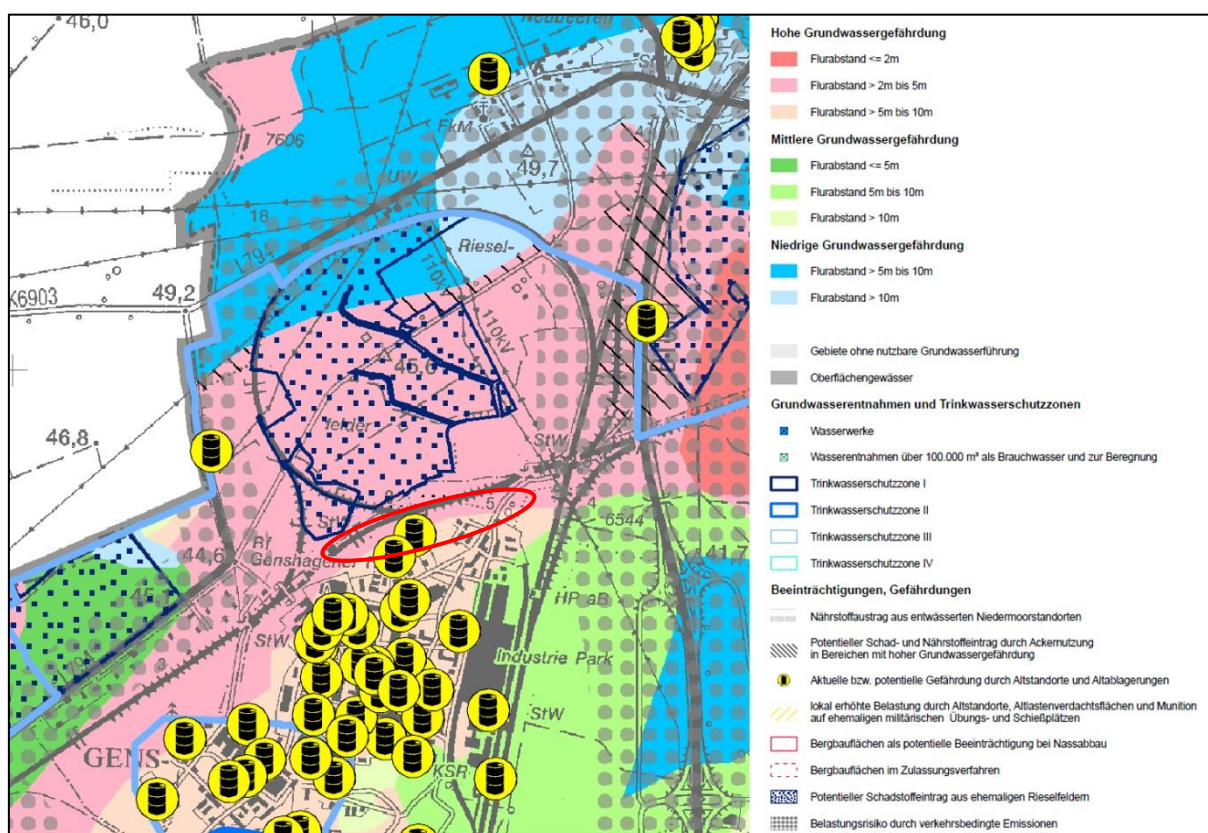 46,0
Neubeeren
StW
7606
FkM
49,7
UW
18
1794
Riesel-
K6903
49,2
110kV
110kV
45,6
felder
46,8
StW
StW
5
4
6544
Bf
44,6
Genshagener
41,7
HP aB
StW
Industrie Park
StW
GENS-
KSR
Hohe Grundwassergefährdung
Flurabstand <= 2m
Flurabstand > 2m bis 5m
Flurabstand > 5m bis 10m
Mittlere Grundwassergefährdung
Flurabstand <= 5m
Flurabstand 5m bis 10m
Flurabstand > 10m
Niedrige Grundwassergefährdung
Flurabstand > 5m bis 10m
Flurabstand > 10m
Gebiete ohne nutzbare Grundwasserführung
Oberflächengewässer
Grundwasserentnahmen und Trinkwasserschutzzonen
Wasserwerke
Wasserentnahmen über 100.000 m³ als Brauchwasser und zur Beregnung
Trinkwasserschutzzone I
Trinkwasserschutzzone II
Trinkwasserschutzzone III
Trinkwasserschutzzone IV
Beeinträchtigungen, Gefährdungen
Nährstoffaustrag aus entwässerten Niedermoorstandorten
Potentieller Schad- und Nährstoffeintrag durch Ackernutzung
in Bereichen mit hoher Grundwassergefährdung
Aktuelle bzw. potentielle Gefährdung durch Altstandorte und Altablagerungen
lokal erhöhte Belastung durch Altstandorte, Altlastenverdachtsflächen und Munition
auf ehemaligen militärischen Übungs- und Schießplätzen
Bergbauflächen als potentielle Beeinträchtigung bei Nassabbau
Bergbauflächen im Zulassungsverfahren
Potentieller Schadstoffeintrag aus ehemaligen Rieselfeldern
Belastungsrisiko durch verkehrsbedingte Emissionen